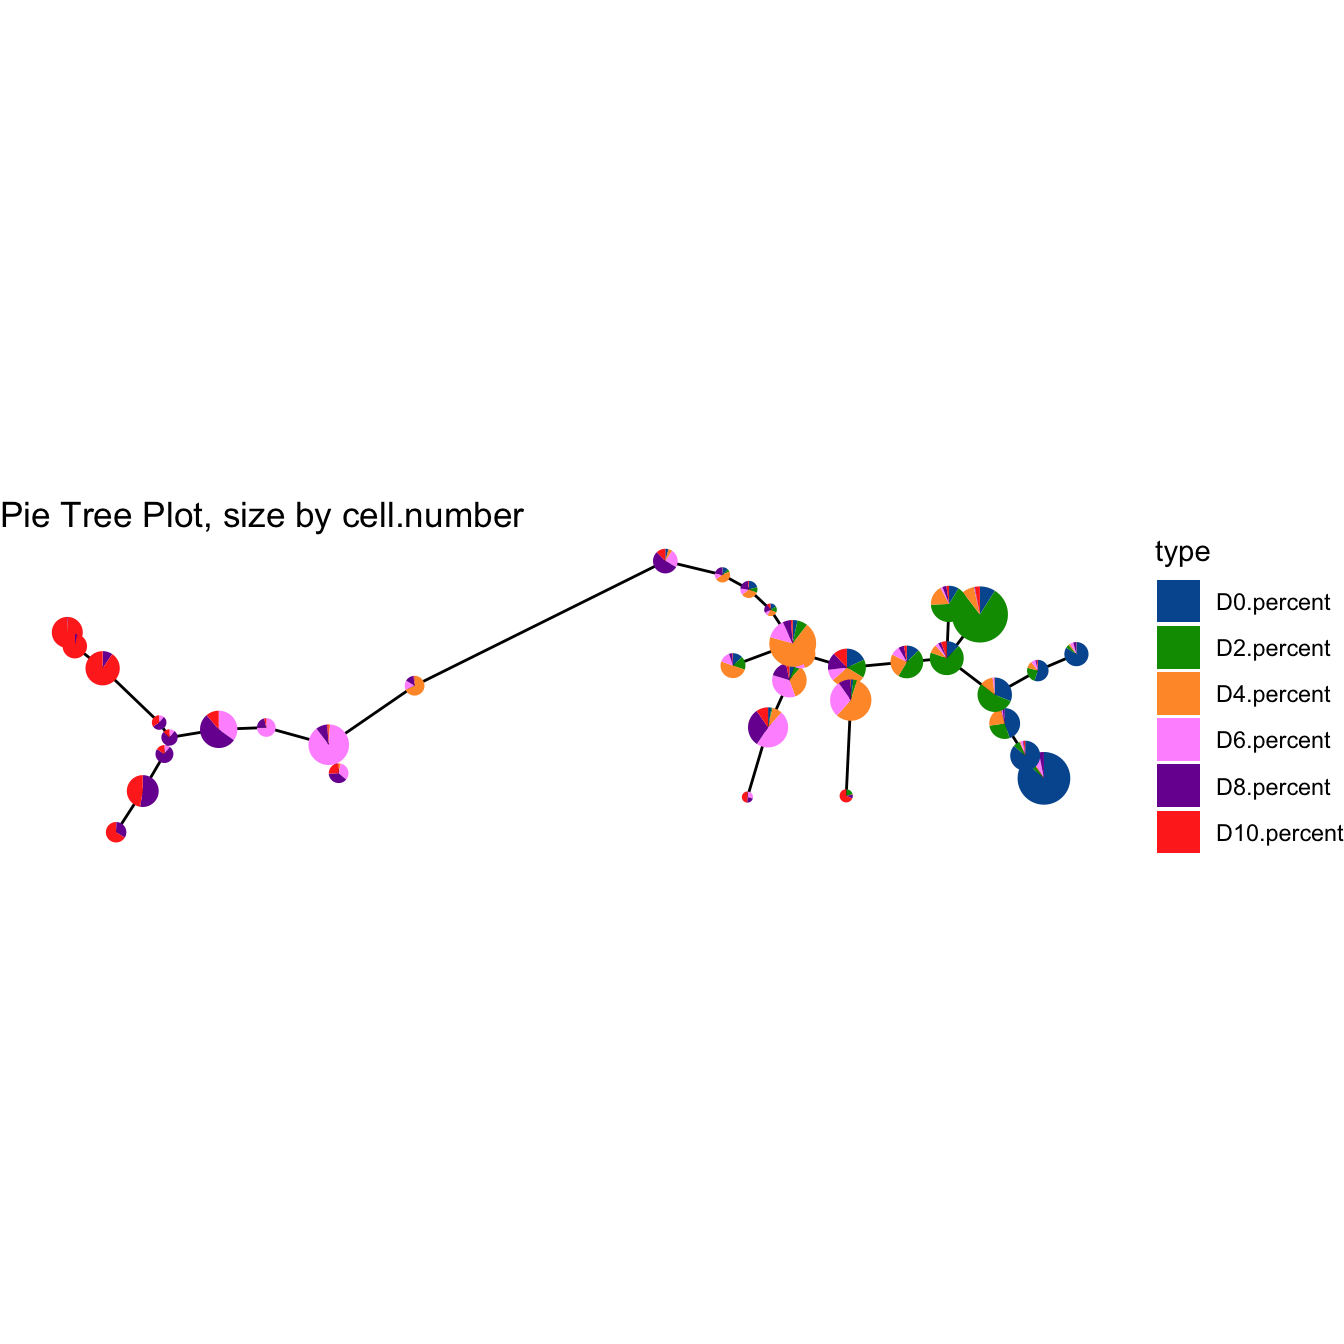 Pie Tree Plot, size by cell.number
type
D0.percent
D2.percent
D4.percent
D6.percent
D8.percent
D10.percent